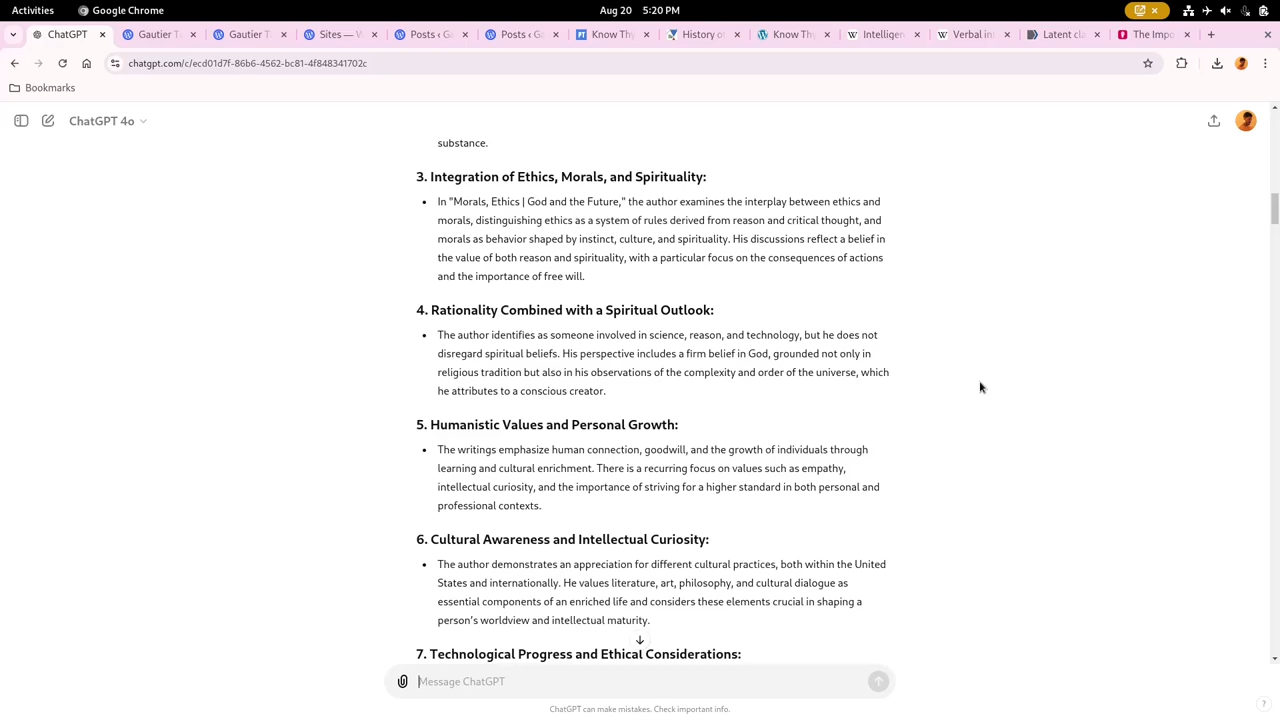 Activities
Google Chrome
Aug 20 5:20 PM
ChatGPT
Gautier T
Gautier T
Sites — W
Posts ‹ Ga
Posts ‹ Ga
Know Thy
History of
Know Thy
Intelligen
Verbal in
Latent cla
The Impo
chatgpt.com/c/ecd01d7f-86b6-4562-bc81-4f848341702c
Bookmarks
ChatGPT 4o
substance.
3. Integration of Ethics, Morals, and Spirituality:
In "Morals, Ethics | God and the Future," the author examines the interplay between ethics and
morals, distinguishing ethics as a system of rules derived from reason and critical thought, and
morals as behavior shaped by instinct, culture, and spirituality. His discussions reflect a belief in
the value of both reason and spirituality, with a particular focus on the consequences of actions
and the importance of free will.
4. Rationality Combined with a Spiritual Outlook:
The author identifies as someone involved in science, reason, and technology, but he does not
disregard spiritual beliefs. His perspective includes a firm belief in God, grounded not only in
religious tradition but also in his observations of the complexity and order of the universe, which
he attributes to a conscious creator.
5. Humanistic Values and Personal Growth:
The writings emphasize human connection, goodwill, and the growth of individuals through
learning and cultural enrichment. There is a recurring focus on values such as empathy,
intellectual curiosity, and the importance of striving for a higher standard in both personal and
professional contexts.
6. Cultural Awareness and Intellectual Curiosity:
The author demonstrates an appreciation for different cultural practices, both within the United
States and internationally. He values literature, art, philosophy, and cultural dialogue as
essential components of an enriched life and considers these elements crucial in shaping a
person's worldview and intellectual maturity.
7. Technological Progress and Ethical Considerations:
Message ChatGPT
ChatGPT can make mistakes. Check important info.
?